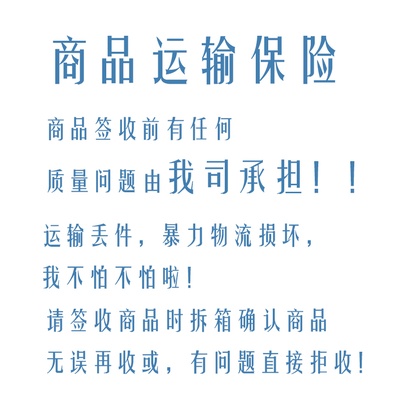 商品运输保险
商品签收前有任何
质量问题由我司承担！！
运输丢件，暴力物流损坏，
我不怕不怕啦！
请签收商品时拆箱确认商品
无误再收或，有问题直接拒收！